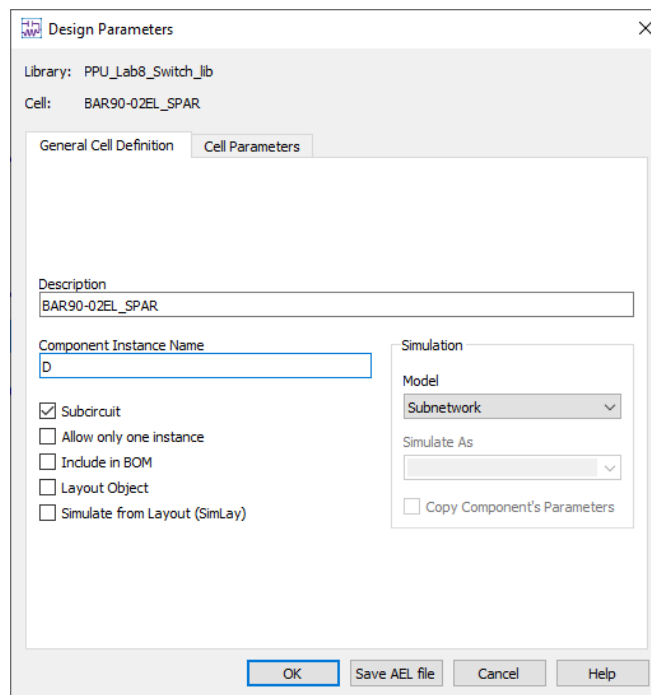 Design Parameters
Library: PPU_Lab8_Switch_lib
Cell: BAR90-02EL_SPAR
General Cell Definition
Cell Parameters
Description
BAR90-02EL_SPAR
Component Instance Name
D
Subcircuit
Allow only one instance
Include in BOM
Layout Object
Simulate from Layout (SimLay)
Simulation
Model
Subnetwork
Simulate As
Copy Component's Parameters
OK
Save AEL file
Cancel
Help